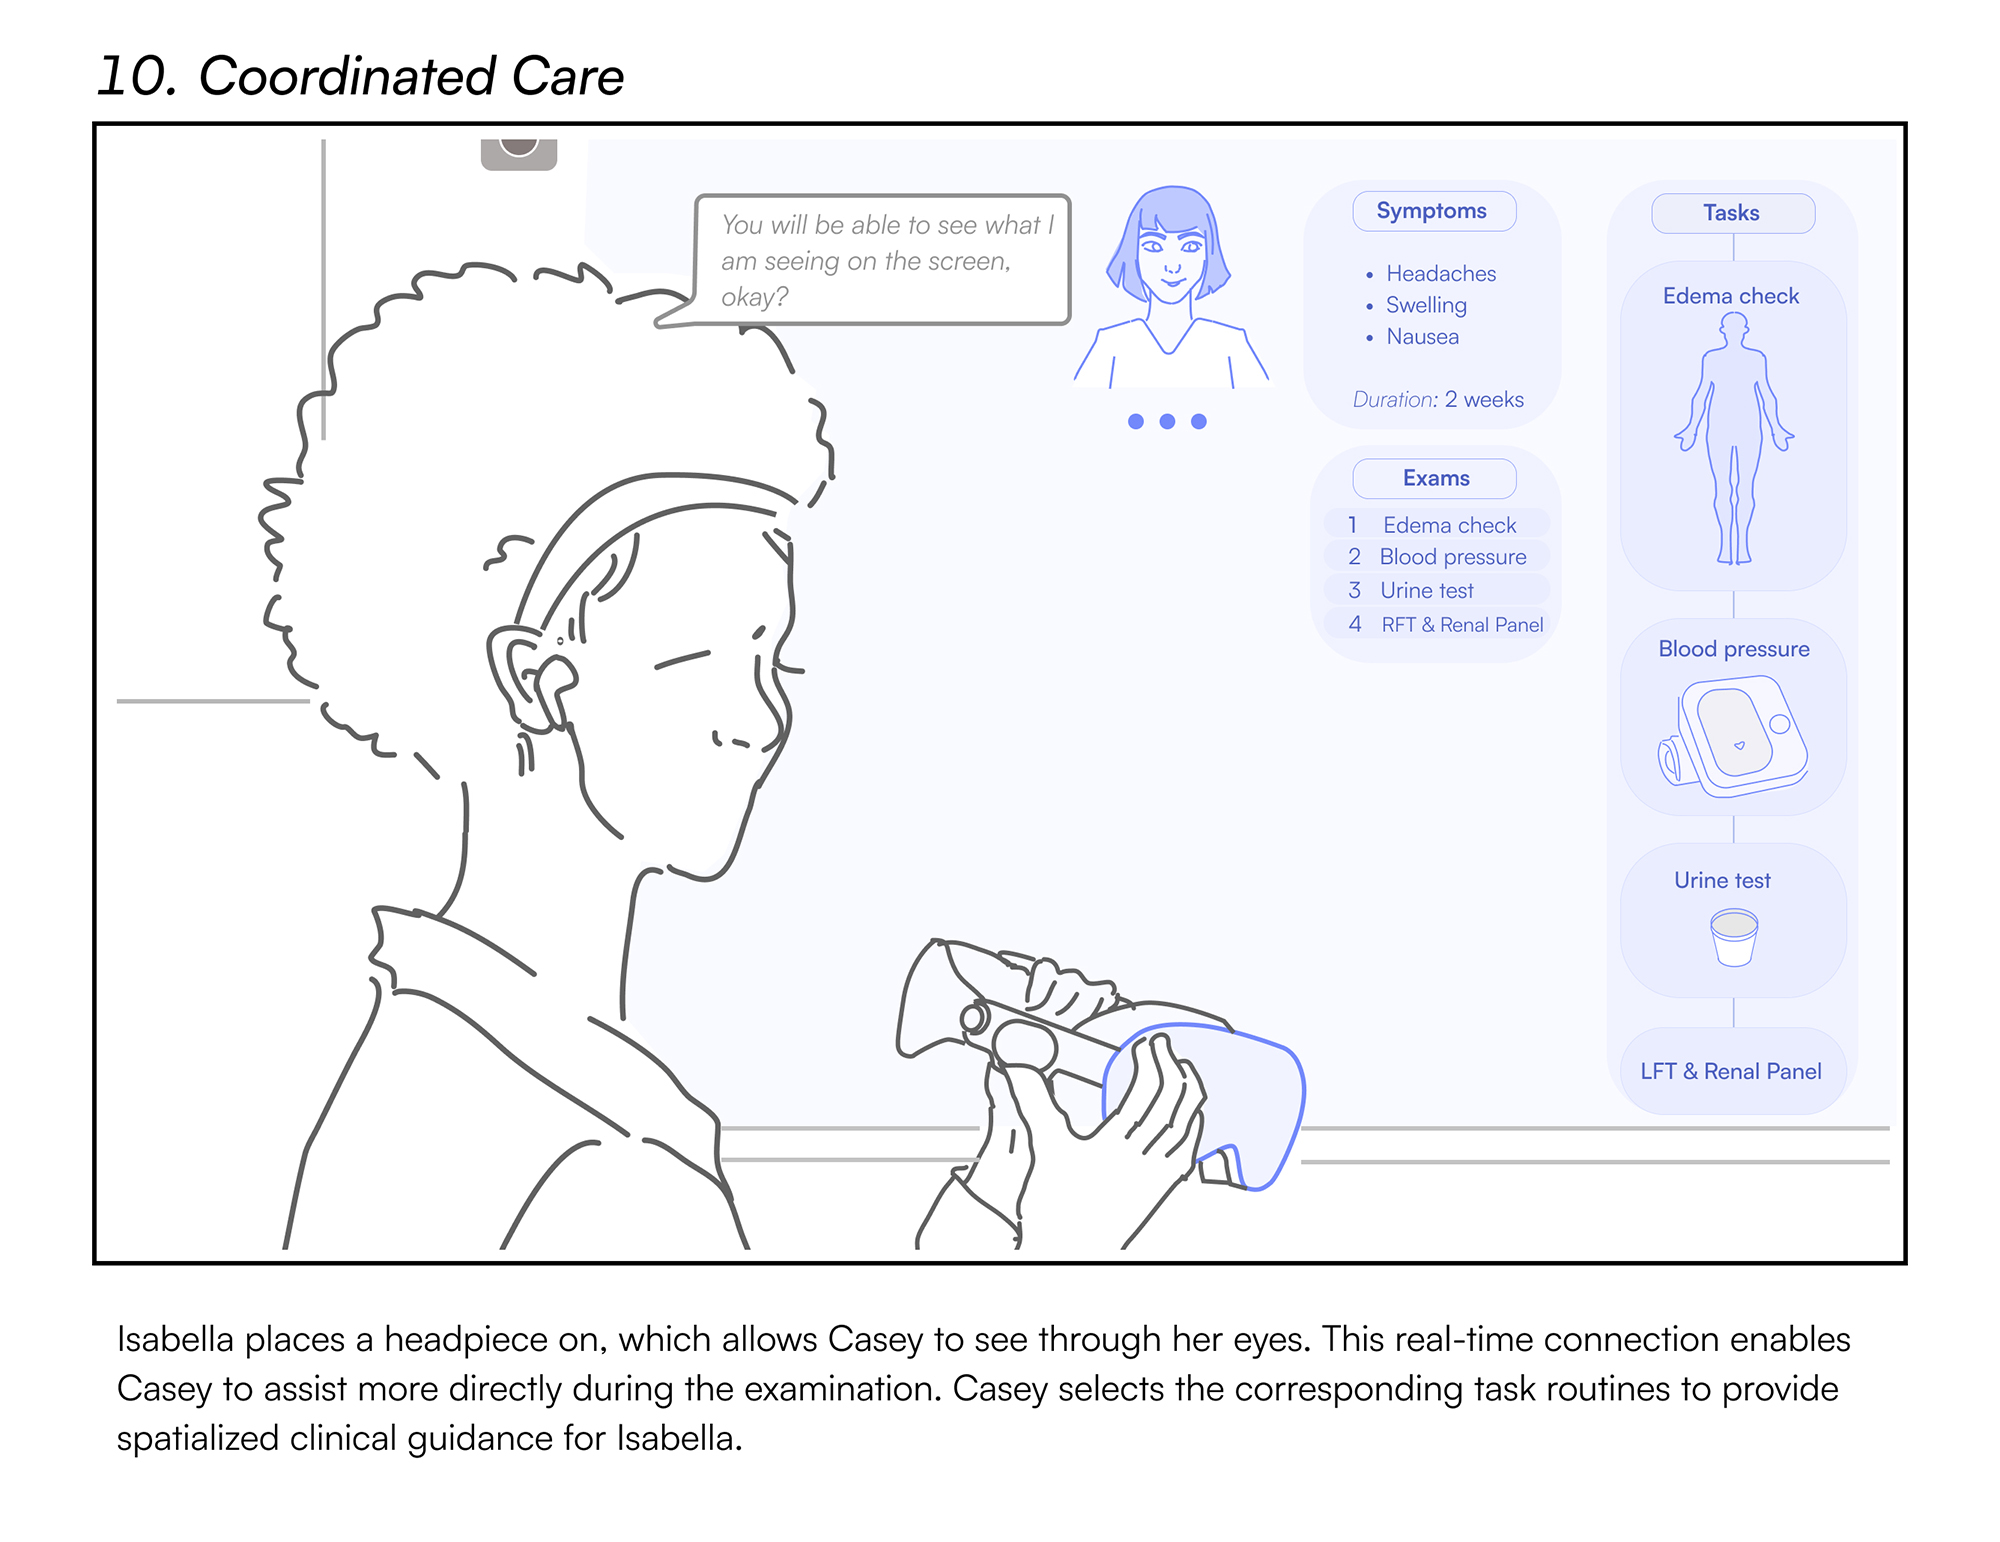 10. Coordinated Care
You will be able to see what I
am seeing on the screen,
okay?
Symptoms
• Headaches
• Swelling
• Nausea
Duration: 2 weeks
Exams
1 Edema check
2 Blood pressure
3 Urine test
4 RFT & Renal Panel
Tasks
Edema check
Blood pressure
Urine test
LFT & Renal Panel
Isabella places a headpiece on, which allows Casey to see through her eyes. This real-time connection enables
Casey to assist more directly during the examination. Casey selects the corresponding task routines to provide
spatialized clinical guidance for Isabella.